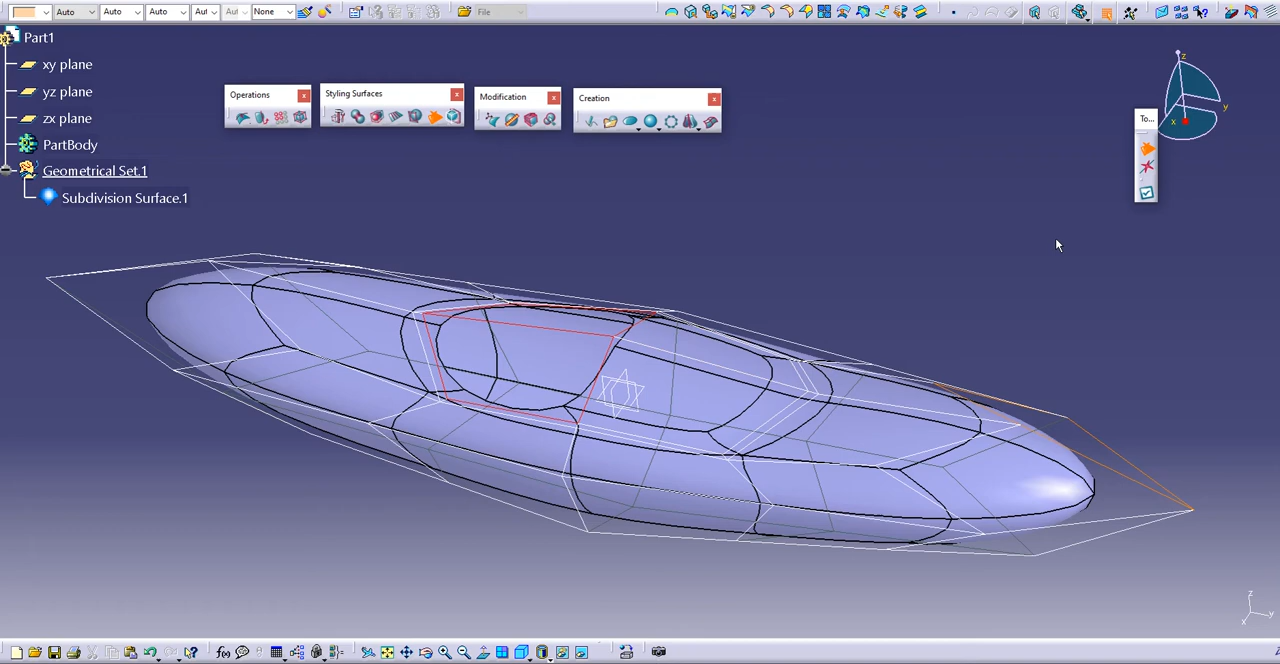 Auto Auto Auto Aut Aut None File
Part1
xy plane
yz plane
zx plane
PartBody
Geometrical Set.1
Subdivision Surface.1
Operations
Styling Surfaces
Modification
Creation
To...
z
y
x
f(x)
z
y
x